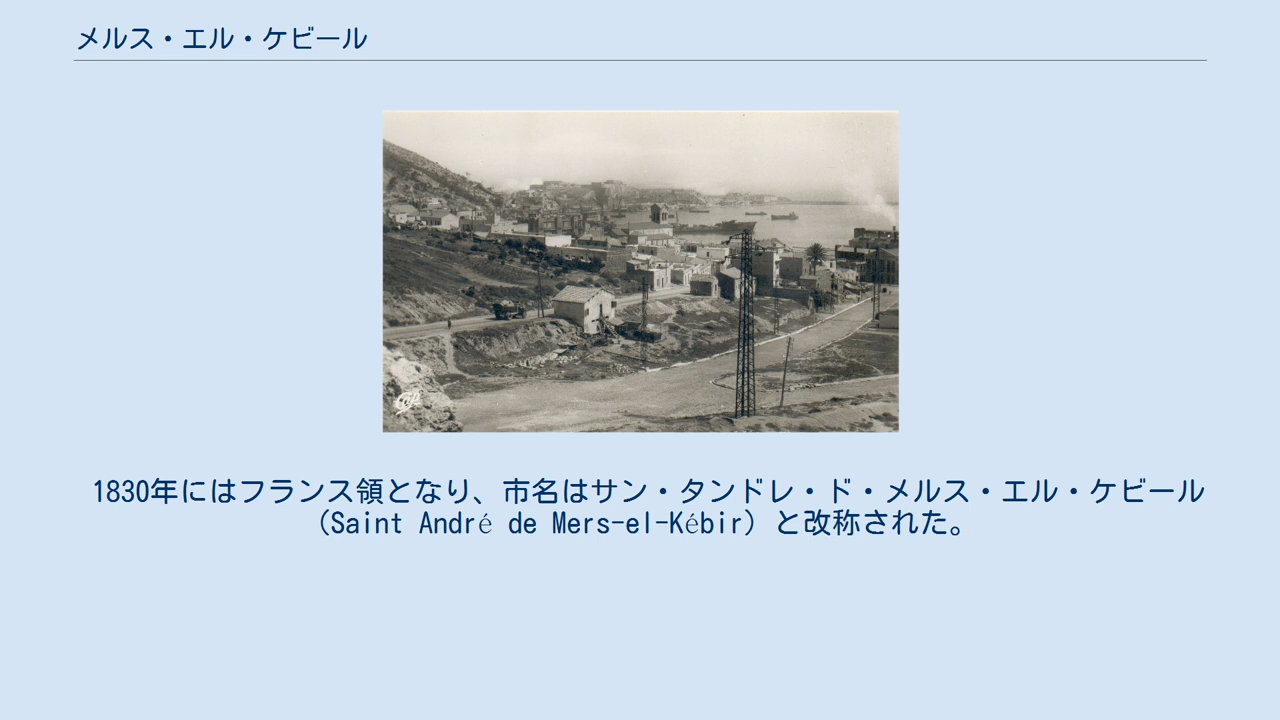 メルス・エル・ケビール
1830年にはフランス領となり、市名はサン・タンドレ・ド・メルス・エル・ケビール
（Saint André de Mers-el-Kébir）と改称された。